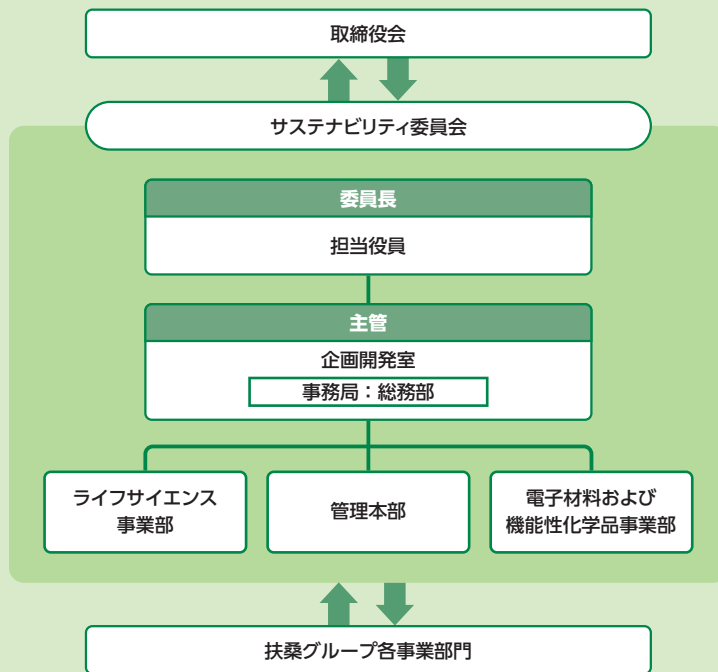 取締役会
サステナビリティ委員会
委員長
担当役員
主管
企画開発室
事務局：総務部
ライフサイエンス
事業部
管理本部
電子材料および
機能性化学品事業部
扶桑グループ各事業部門